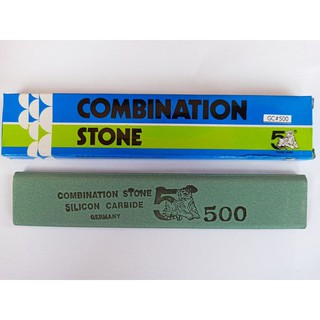 COMBINATION
STONE
GC#500
5
COMBINATION STONE
SILICON CARBIDE
GERMANY
5
500